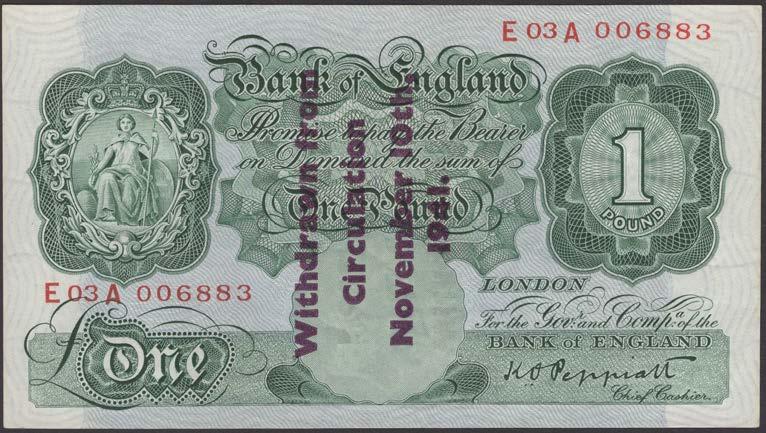 E 03 A 006883
Bank of England
Promise to pay the Bearer
on Demand the sum of
One Pound
1
POUND
Withdrawn from
Circulation
November 10th.
1941.
E 03 A 006883
LONDON
For the Govr. and Compa. of the
BANK OF ENGLAND
£ One
K O Peppiatt
Chief Cashier.